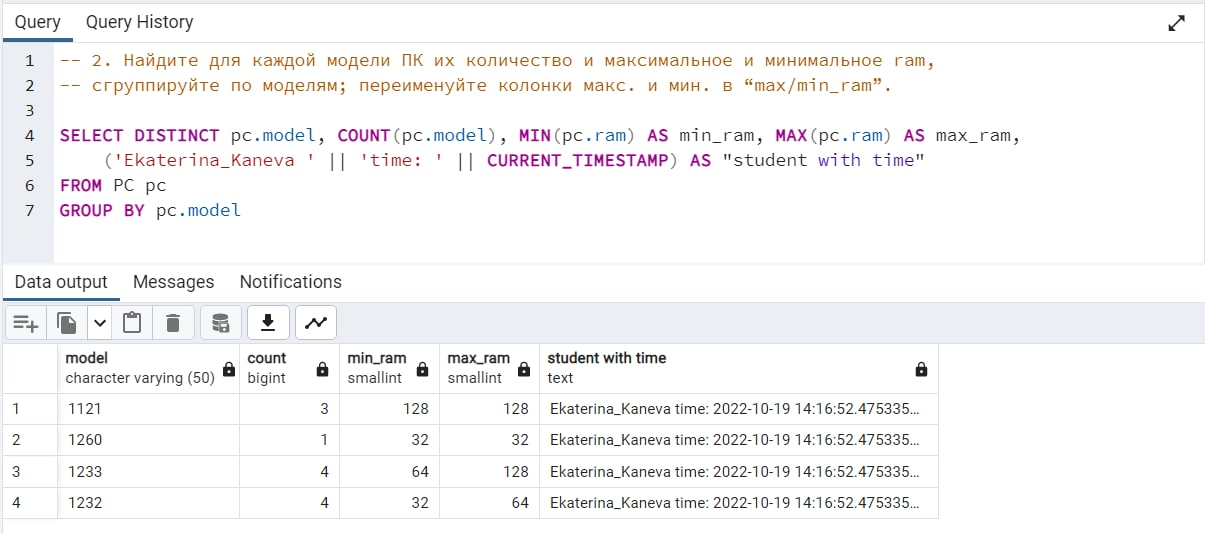 Query Query History
1 -- 2. Найдите для каждой модели ПК их количество и максимальное и минимальное ram,
2 -- сгруппируйте по моделям; переименуйте колонки макс. и мин. в “max/min_ram”.
3
4 SELECT DISTINCT pc.model, COUNT(pc.model), MIN(pc.ram) AS min_ram, MAX(pc.ram) AS max_ram,
5 ('Ekaterina_Kaneva ' || 'time: ' || CURRENT_TIMESTAMP) AS "student with time"
6 FROM PC pc
7 GROUP BY pc.model
Data output Messages Notifications
model count min_ram max_ram student with time
character varying (50) bigint smallint smallint text
1 1121 3 128 128 Ekaterina_Kaneva time: 2022-10-19 14:16:52.475335…
2 1260 1 32 32 Ekaterina_Kaneva time: 2022-10-19 14:16:52.475335…
3 1233 4 64 128 Ekaterina_Kaneva time: 2022-10-19 14:16:52.475335…
4 1232 4 32 64 Ekaterina_Kaneva time: 2022-10-19 14:16:52.475335…